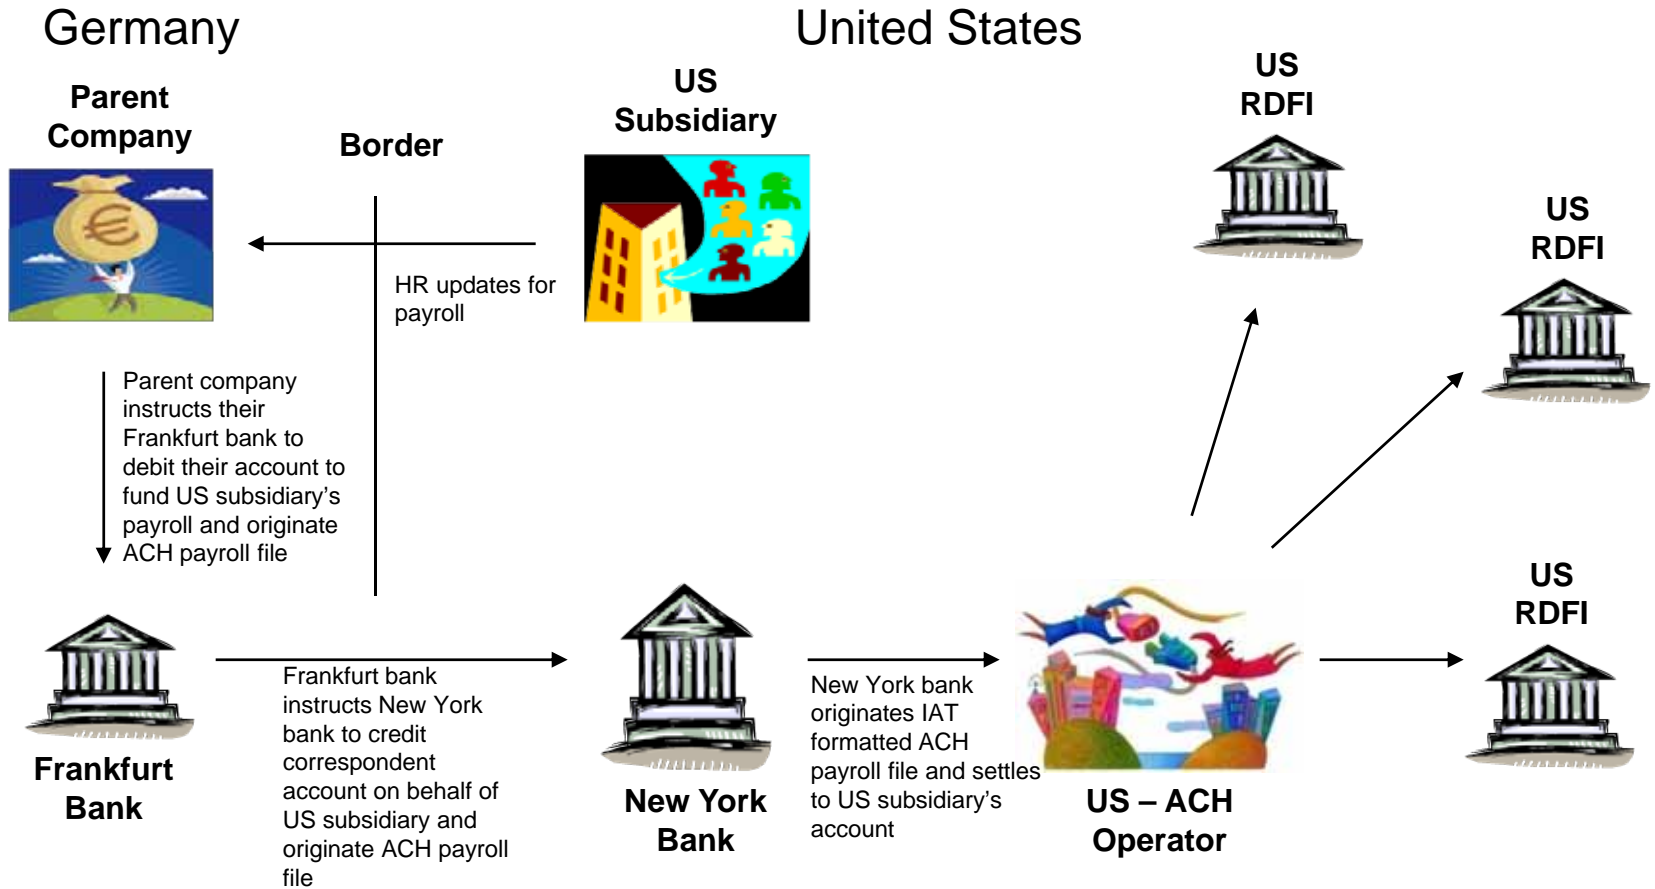 Germany
United States
Parent
Company
Border
US
Subsidiary
US
RDFI
US
RDFI
€
HR updates for
payroll
Parent company
instructs their
Frankfurt bank to
debit their account to
fund US subsidiary’s
payroll and originate
ACH payroll file
US
RDFI
Frankfurt
Bank
Frankfurt bank
instructs New York
bank to credit
correspondent
account on behalf of
US subsidiary and
originate ACH payroll
file
New York
Bank
New York bank
originates IAT
formatted ACH
payroll file and settles
to US subsidiary’s
account
US – ACH
Operator